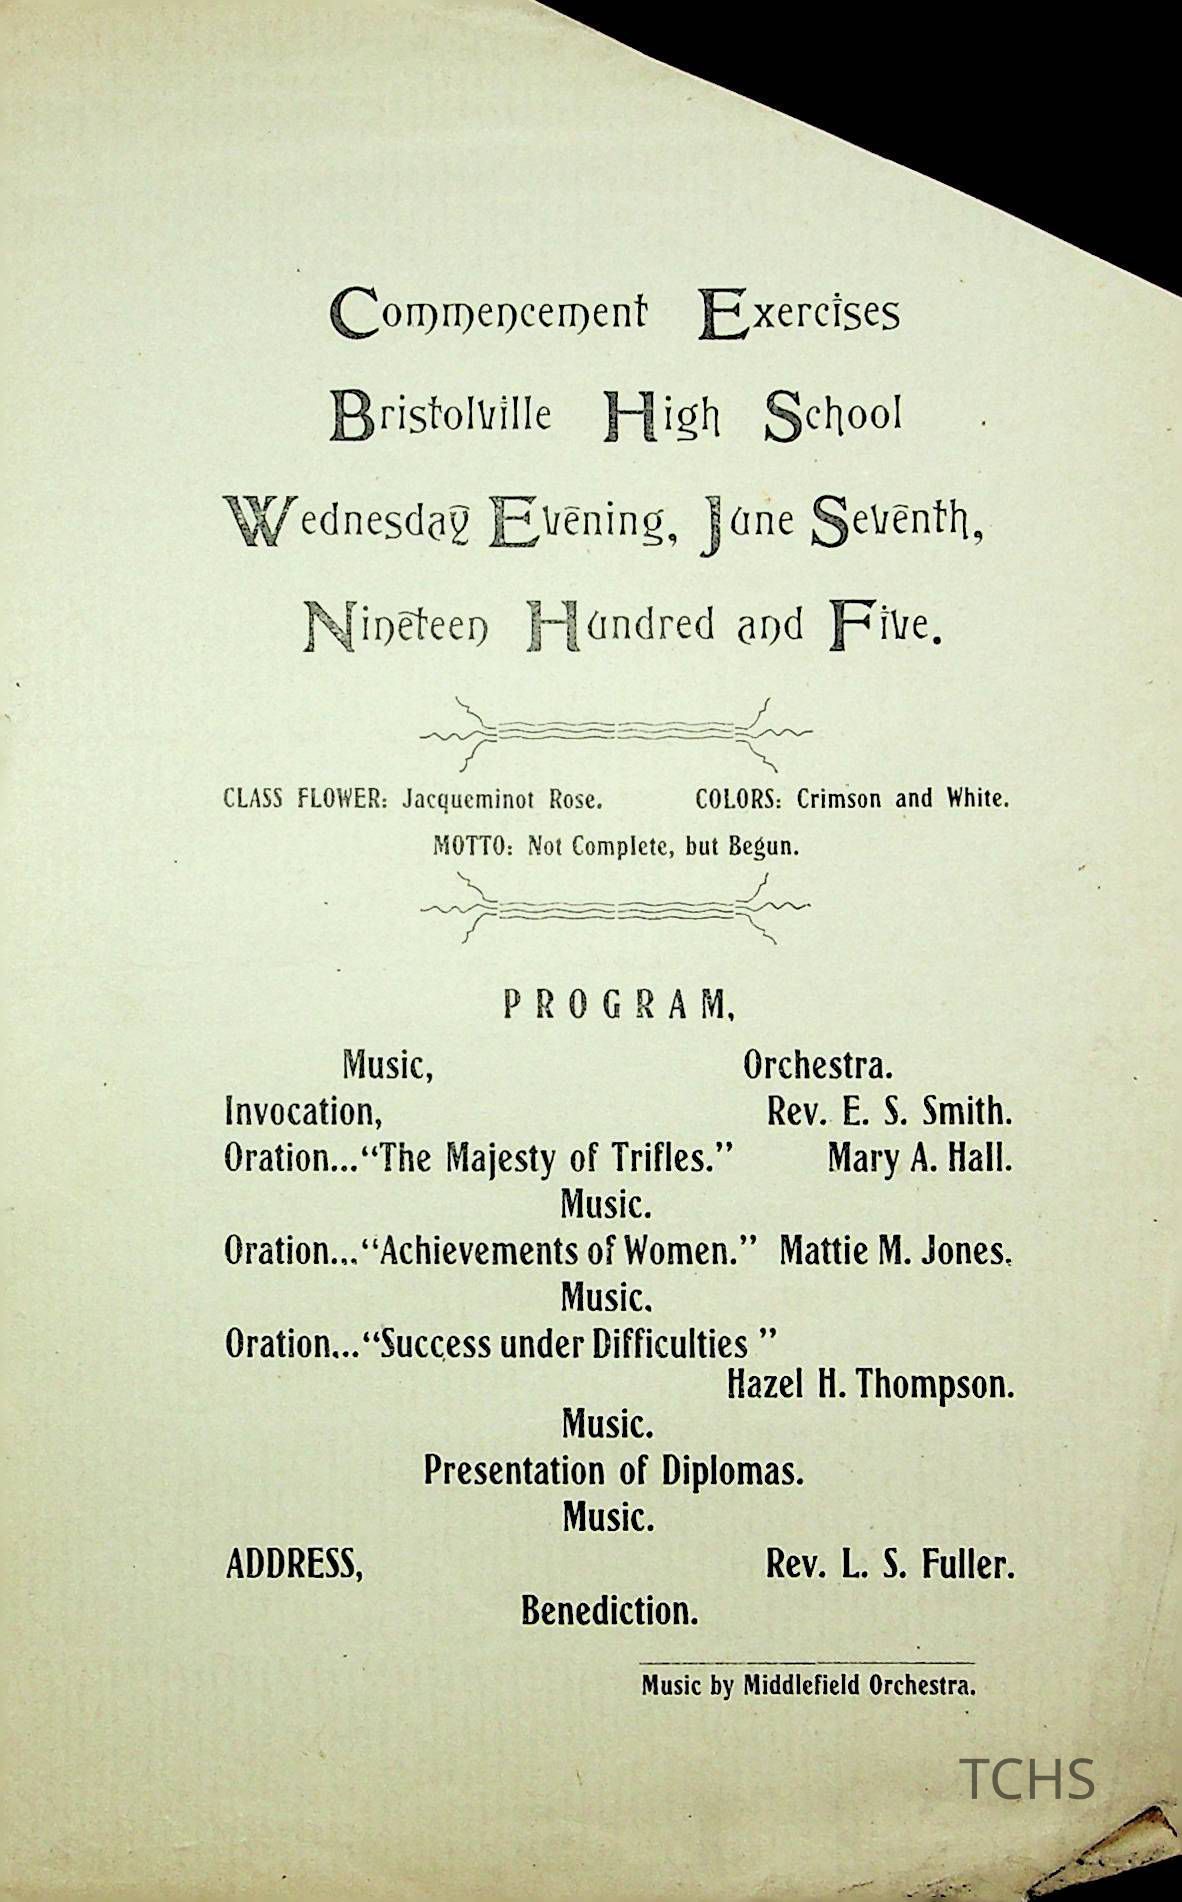 Commencement Exercises
Bristolville High School
Wednesday Evening, June Seventh,
Nineteen Hundred and Five.
CLASS FLOWER: Jacqueminot Rose. COLORS: Crimson and White.
MOTTO: Not Complete, but Begun.
PROGRAM,
Music, Orchestra.
Invocation, Rev. E. S. Smith.
Oration..."The Majesty of Trifles." Mary A. Hall.
Music.
Oration..."Achievements of Women." Mattie M. Jones.
Music.
Oration..."Success under Difficulties "
Hazel H. Thompson.
Music.
Presentation of Diplomas.
Music.
ADDRESS, Rev. L. S. Fuller.
Benediction.
Music by Middlefield Orchestra.
TCHS